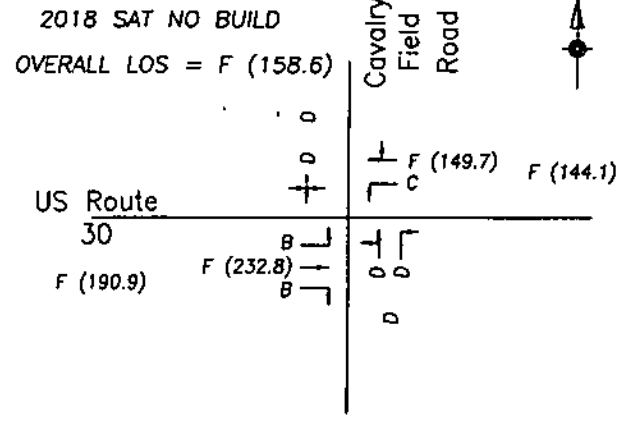 2018 SAT NO BUILD
OVERALL LOS = F (158.6)
Cavalry
Field
Road
D
D
F (149.7)
F (144.1)
C
US Route
30
B
F (232.8)
B
F (190.9)
D D
D